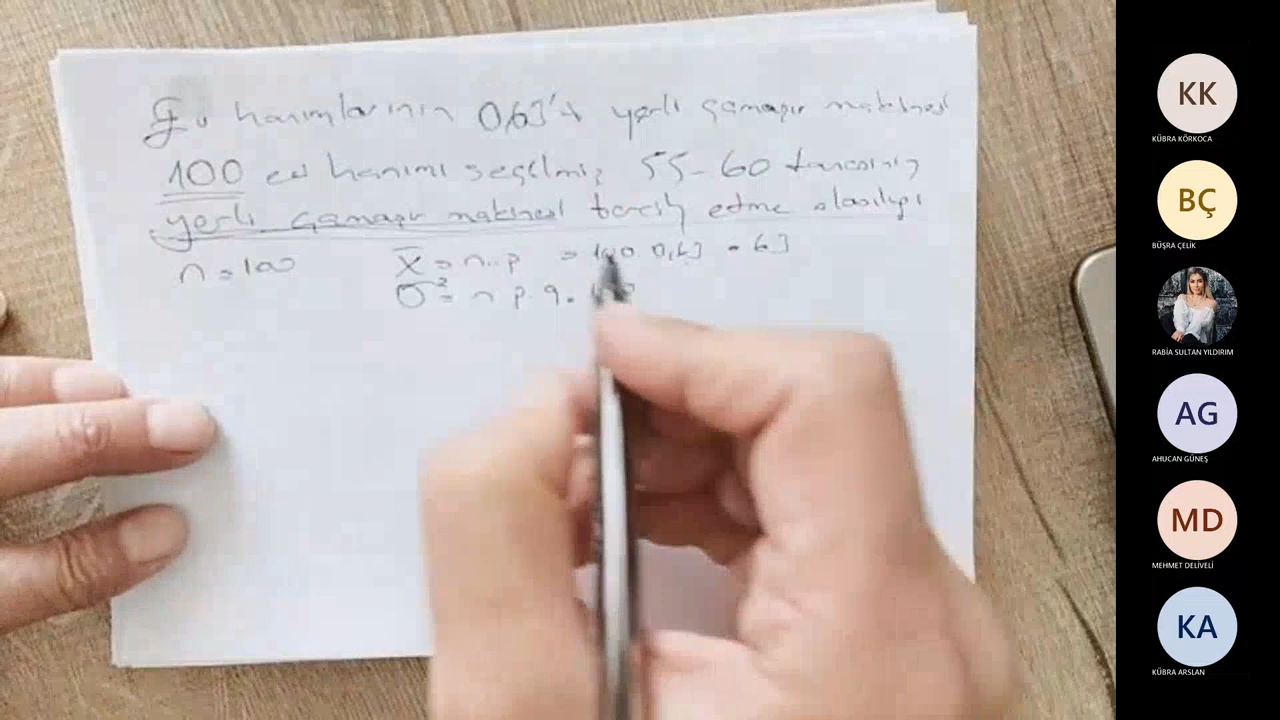 Ev hanımlarının 0,63'ü yerli çamaşır makinesi
100 ev hanımı seçilmiş 55-60 tanesinin
yerli çamaşır makinesi tercih etme olasılığı
n = 100
x̄ = n.p = 100. 0,63 = 63
σ² = n p. q =
KK
KÜBRA KÖRKOCA
BÇ
BÜŞRA ÇELİK
RABİA SULTAN YILDIRIM
AG
AHUCAN GÜNEŞ
MD
MEHMET DELİVELİ
KA
KÜBRA ARSLAN